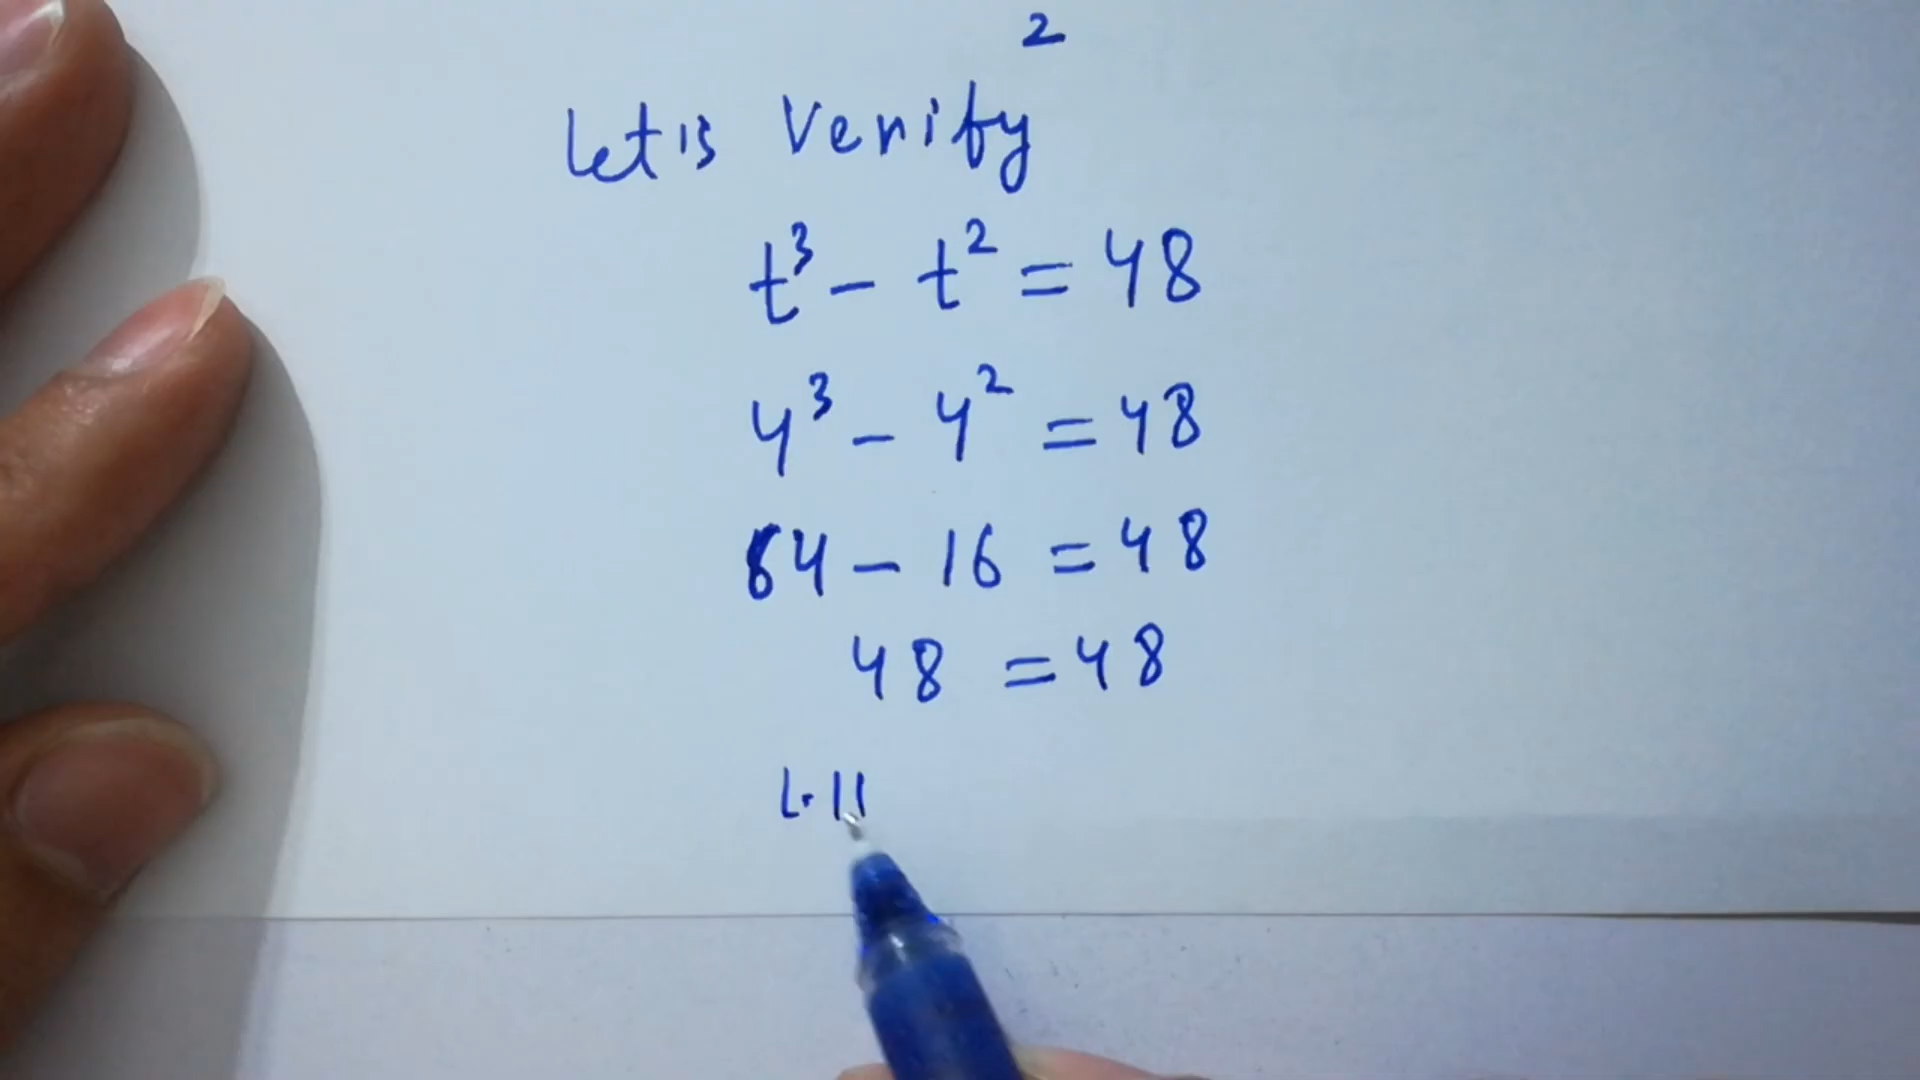 2
Let's Verify
t³ - t² = 48
4³ - 4² = 48
64 - 16 = 48
48 = 48
L.H